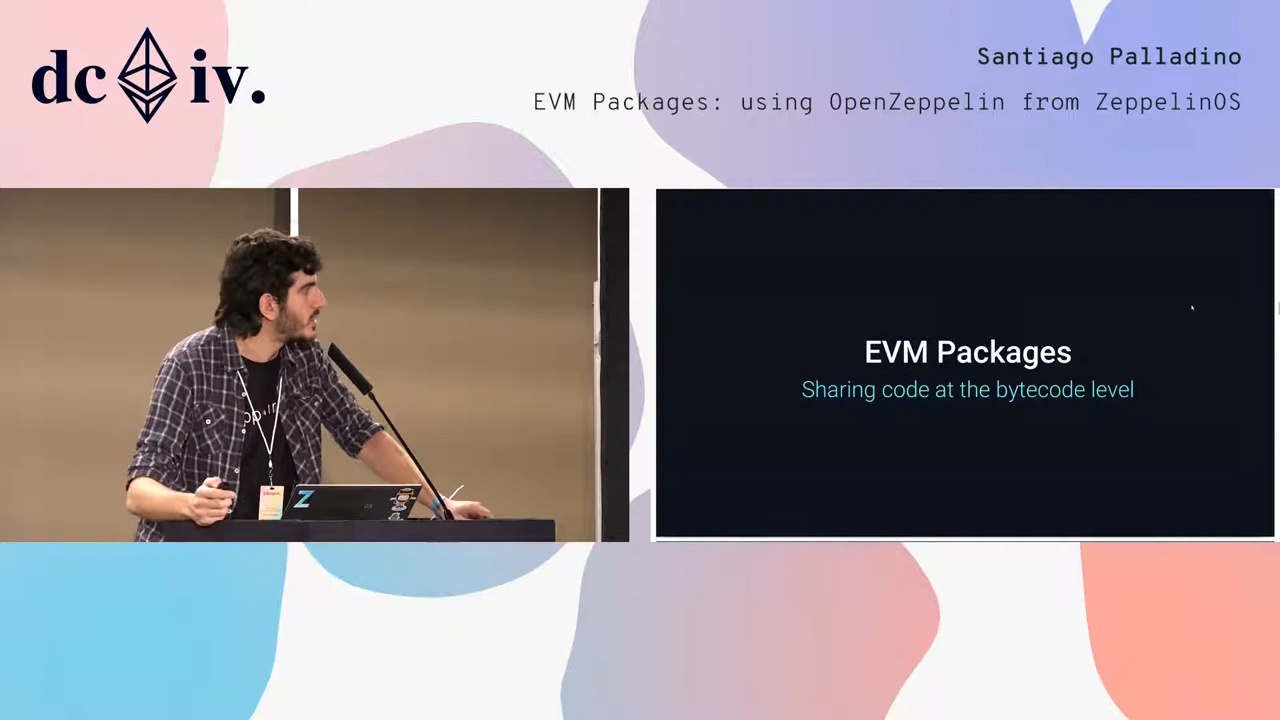 dc iv.
Santiago Palladino
EVM Packages: using OpenZeppelin from ZeppelinOS
EVM Packages
Sharing code at the bytecode level
Z